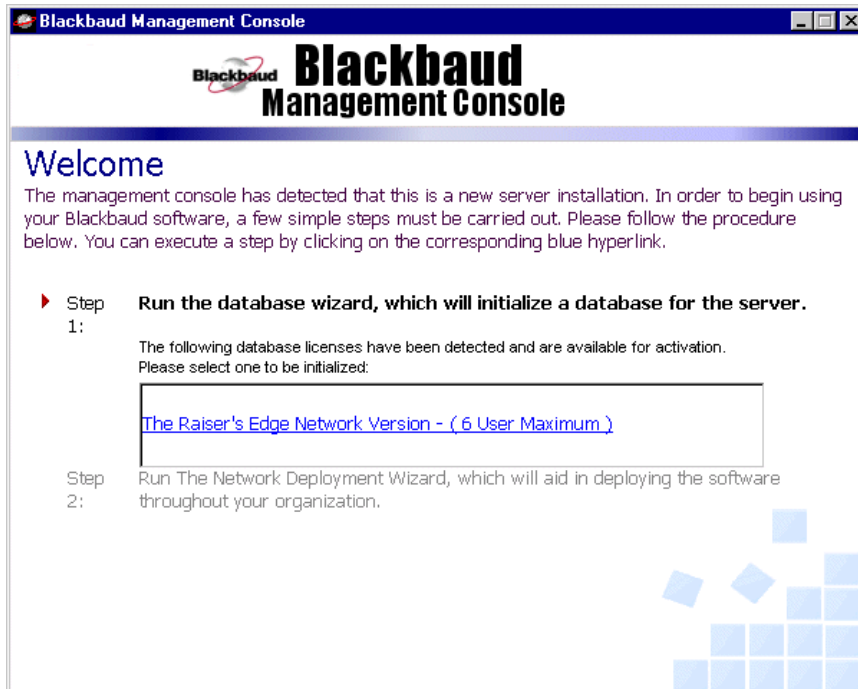 Blackbaud Management Console
Blackbaud
Blackbaud
Management Console
Welcome
The management console has detected that this is a new server installation. In order to begin using
your Blackbaud software, a few simple steps must be carried out. Please follow the procedure
below. You can execute a step by clicking on the corresponding blue hyperlink.
Step 1:
Run the database wizard, which will initialize a database for the server.
The following database licenses have been detected and are available for activation.
Please select one to be initialized:
The Raiser's Edge Network Version - ( 6 User Maximum )
Step 2:
Run The Network Deployment Wizard, which will aid in deploying the software
throughout your organization.